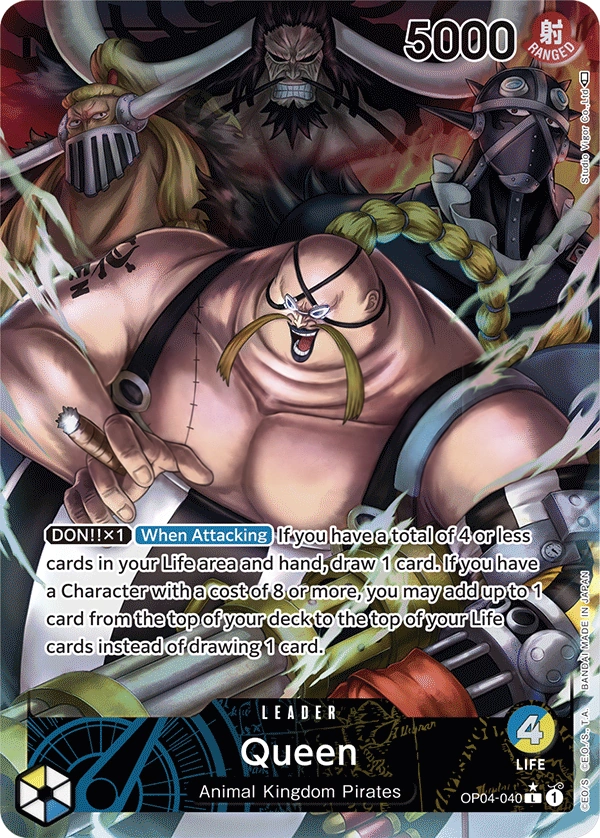 5000
射
RANGED
Studio Vigor Co.,Ltd
DON!!×1 When Attacking If you have a total of 4 or less
cards in your Life area and hand, draw 1 card. If you have
a Character with a cost of 8 or more, you may add up to 1
card from the top of your deck to the top of your Life
cards instead of drawing 1 card.
LEADER
Queen
Animal Kingdom Pirates
4
LIFE
OP04-040 L 1
©E.O/S. ©E.O./S., T.A. BANDAI MADE IN JAPAN